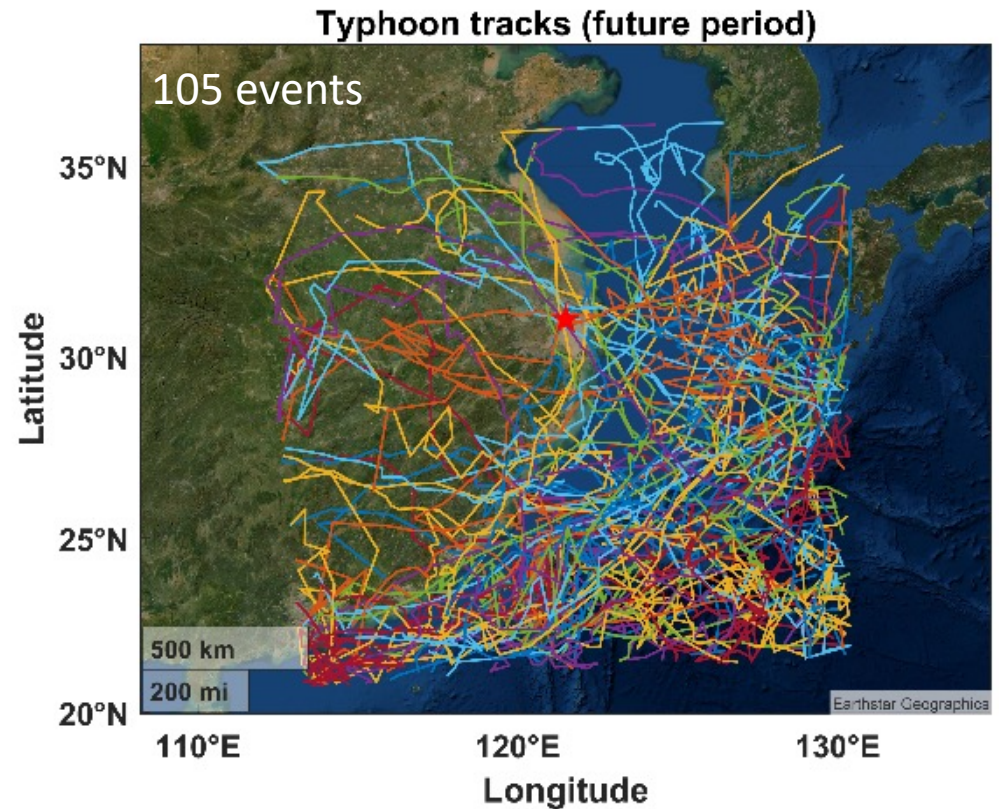 Typhoon tracks (future period)
105 events
35°N
30°N
25°N
20°N
Latitude
500 km
200 mi
Earthstar Geographics
110°E
120°E
130°E
Longitude